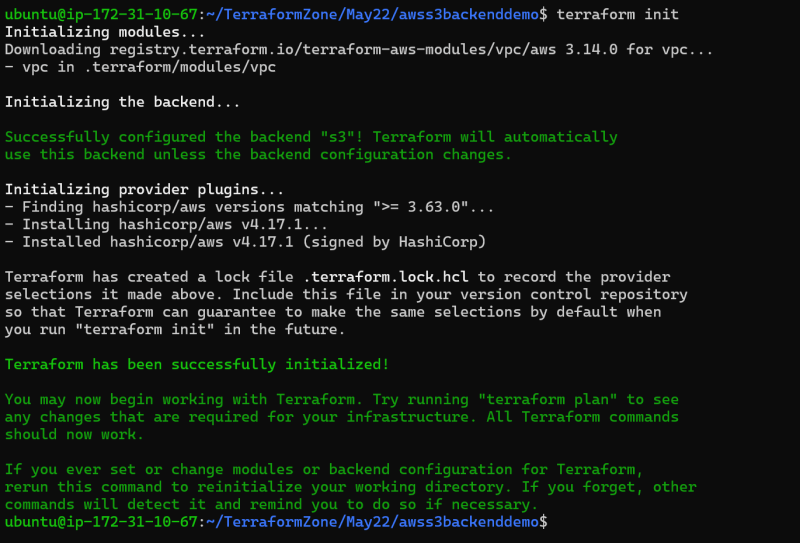 ubuntu@ip-172-31-10-67:~/TerraformZone/May22/awss3backenddemo$ terraform init
Initializing modules...
Downloading registry.terraform.io/terraform-aws-modules/vpc/aws 3.14.0 for vpc...
- vpc in .terraform/modules/vpc
Initializing the backend...
Successfully configured the backend "s3"! Terraform will automatically
use this backend unless the backend configuration changes.
Initializing provider plugins...
- Finding hashicorp/aws versions matching ">= 3.63.0"...
- Installing hashicorp/aws v4.17.1...
- Installed hashicorp/aws v4.17.1 (signed by HashiCorp)
Terraform has created a lock file .terraform.lock.hcl to record the provider
selections it made above. Include this file in your version control repository
so that Terraform can guarantee to make the same selections by default when
you run "terraform init" in the future.
Terraform has been successfully initialized!
You may now begin working with Terraform. Try running "terraform plan" to see
any changes that are required for your infrastructure. All Terraform commands
should now work.
If you ever set or change modules or backend configuration for Terraform,
rerun this command to reinitialize your working directory. If you forget, other
commands will detect it and remind you to do so if necessary.
ubuntu@ip-172-31-10-67:~/TerraformZone/May22/awss3backenddemo$